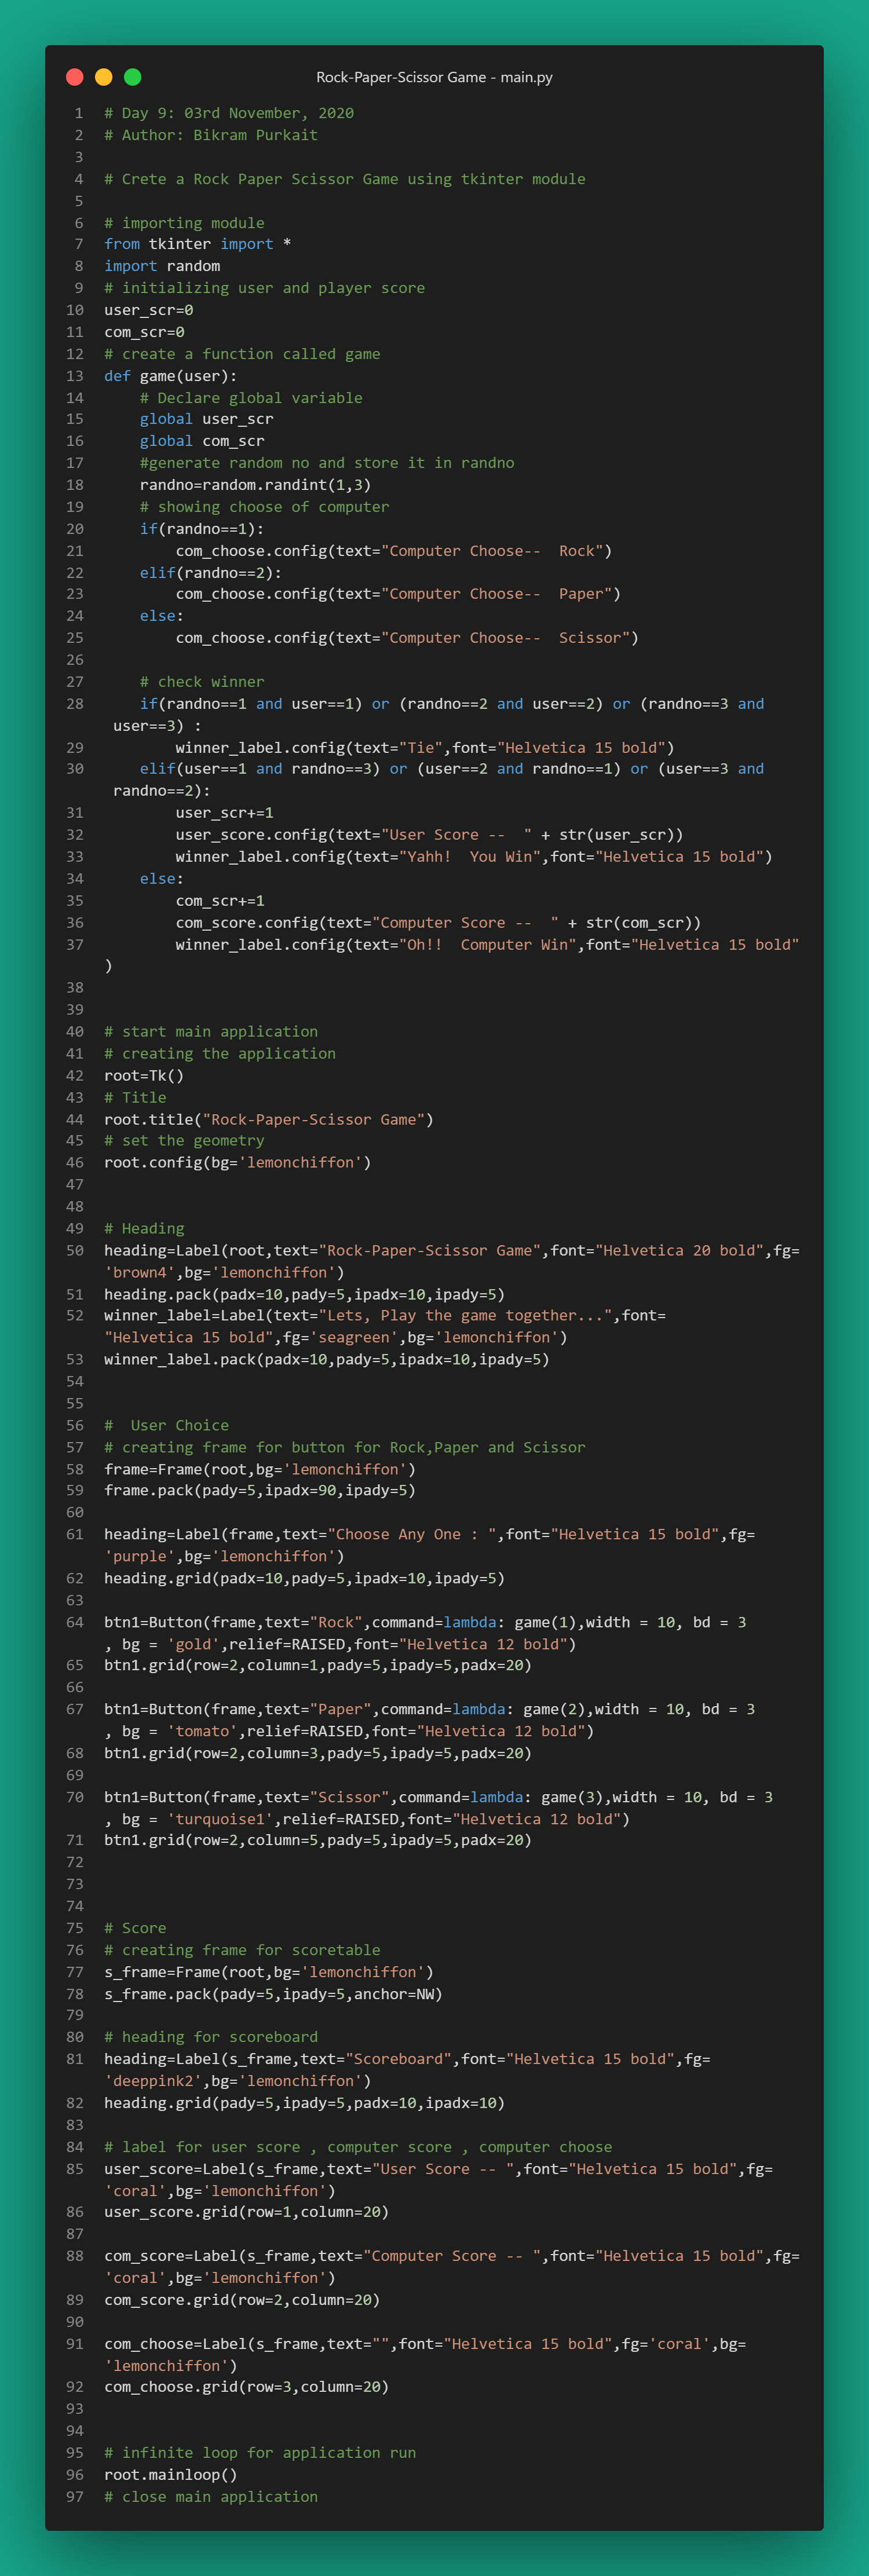 Rock-Paper-Scissor Game - main.py
1 # Day 9: 03rd November, 2020
2 # Author: Bikram Purkait
3
4 # Crete a Rock Paper Scissor Game using tkinter module
5
6 # importing module
7 from tkinter import *
8 import random
9 # initializing user and player score
10 user_scr=0
11 com_scr=0
12 # create a function called game
13 def game(user):
14     # Declare global variable
15     global user_scr
16     global com_scr
17     #generate random no and store it in randno
18     randno=random.randint(1,3)
19     # showing choose of computer
20     if(randno==1):
21         com_choose.config(text="Computer Choose--  Rock")
22     elif(randno==2):
23         com_choose.config(text="Computer Choose--  Paper")
24     else:
25         com_choose.config(text="Computer Choose--  Scissor")
26
27     # check winner
28     if(randno==1 and user==1) or (randno==2 and user==2) or (randno==3 and
 user==3) :
29         winner_label.config(text="Tie",font="Helvetica 15 bold")
30     elif(user==1 and randno==3) or (user==2 and randno==1) or (user==3 and
 randno==2):
31         user_scr+=1
32         user_score.config(text="User Score --  " + str(user_scr))
33         winner_label.config(text="Yahh!  You Win",font="Helvetica 15 bold")
34     else:
35         com_scr+=1
36         com_score.config(text="Computer Score --  " + str(com_scr))
37         winner_label.config(text="Oh!!  Computer Win",font="Helvetica 15 bold"
)
38
39
40 # start main application
41 # creating the application
42 root=Tk()
43 # Title
44 root.title("Rock-Paper-Scissor Game")
45 # set the geometry
46 root.config(bg='lemonchiffon')
47
48
49 # Heading
50 heading=Label(root,text="Rock-Paper-Scissor Game",font="Helvetica 20 bold",fg=
'brown4',bg='lemonchiffon')
51 heading.pack(padx=10,pady=5,ipadx=10,ipady=5)
52 winner_label=Label(text="Lets, Play the game together...",font=
"Helvetica 15 bold",fg='seagreen',bg='lemonchiffon')
53 winner_label.pack(padx=10,pady=5,ipadx=10,ipady=5)
54
55
56 #  User Choice
57 # creating frame for button for Rock,Paper and Scissor
58 frame=Frame(root,bg='lemonchiffon')
59 frame.pack(pady=5,ipadx=90,ipady=5)
60
61 heading=Label(frame,text="Choose Any One : ",font="Helvetica 15 bold",fg=
'purple',bg='lemonchiffon')
62 heading.grid(padx=10,pady=5,ipadx=10,ipady=5)
63
64 btn1=Button(frame,text="Rock",command=lambda: game(1),width = 10, bd = 3
, bg = 'gold',relief=RAISED,font="Helvetica 12 bold")
65 btn1.grid(row=2,column=1,pady=5,ipady=5,padx=20)
66
67 btn1=Button(frame,text="Paper",command=lambda: game(2),width = 10, bd = 3
, bg = 'tomato',relief=RAISED,font="Helvetica 12 bold")
68 btn1.grid(row=2,column=3,pady=5,ipady=5,padx=20)
69
70 btn1=Button(frame,text="Scissor",command=lambda: game(3),width = 10, bd = 3
, bg = 'turquoise1',relief=RAISED,font="Helvetica 12 bold")
71 btn1.grid(row=2,column=5,pady=5,ipady=5,padx=20)
72
73
74
75 # Score
76 # creating frame for scoretable
77 s_frame=Frame(root,bg='lemonchiffon')
78 s_frame.pack(pady=5,ipady=5,anchor=NW)
79
80 # heading for scoreboard
81 heading=Label(s_frame,text="Scoreboard",font="Helvetica 15 bold",fg=
'deeppink2',bg='lemonchiffon')
82 heading.grid(pady=5,ipady=5,padx=10,ipadx=10)
83
84 # label for user score , computer score , computer choose
85 user_score=Label(s_frame,text="User Score -- ",font="Helvetica 15 bold",fg=
'coral',bg='lemonchiffon')
86 user_score.grid(row=1,column=20)
87
88 com_score=Label(s_frame,text="Computer Score -- ",font="Helvetica 15 bold",fg=
'coral',bg='lemonchiffon')
89 com_score.grid(row=2,column=20)
90
91 com_choose=Label(s_frame,text="",font="Helvetica 15 bold",fg='coral',bg=
'lemonchiffon')
92 com_choose.grid(row=3,column=20)
93
94
95 # infinite loop for application run
96 root.mainloop()
97 # close main application